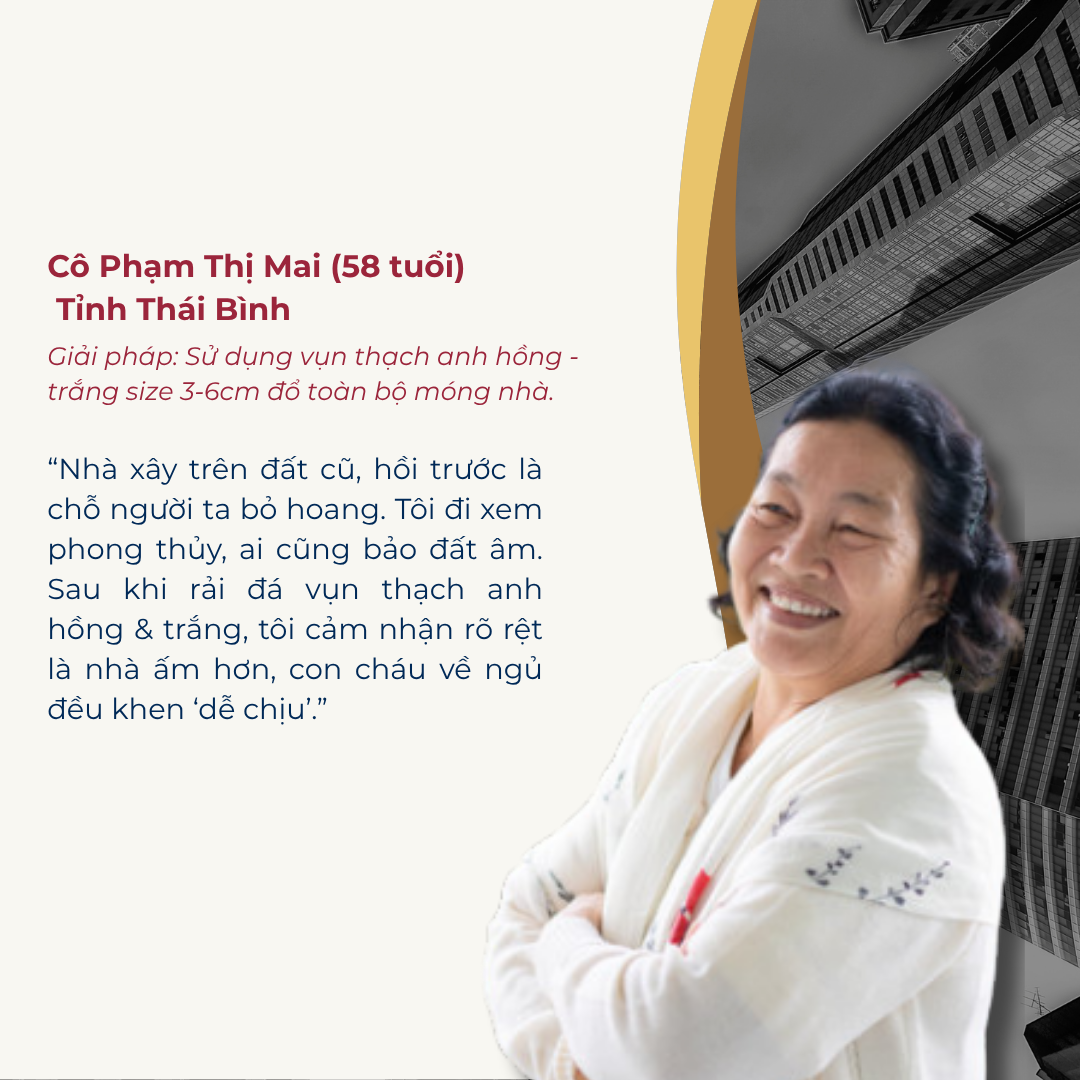 Cô Phạm Thị Mai (58 tuổi)
Tỉnh Thái Bình
Giải pháp: Sử dụng vụn thạch anh hồng -
trắng size 3-6cm đổ toàn bộ móng nhà.
“Nhà xây trên đất cũ, hồi trước là
chỗ người ta bỏ hoang. Tôi đi xem
phong thủy, ai cũng bảo đất âm.
Sau khi rải đá vụn thạch anh
hồng & trắng, tôi cảm nhận rõ rệt
là nhà ấm hơn, con cháu về ngủ
đều khen ‘dễ chịu’.”